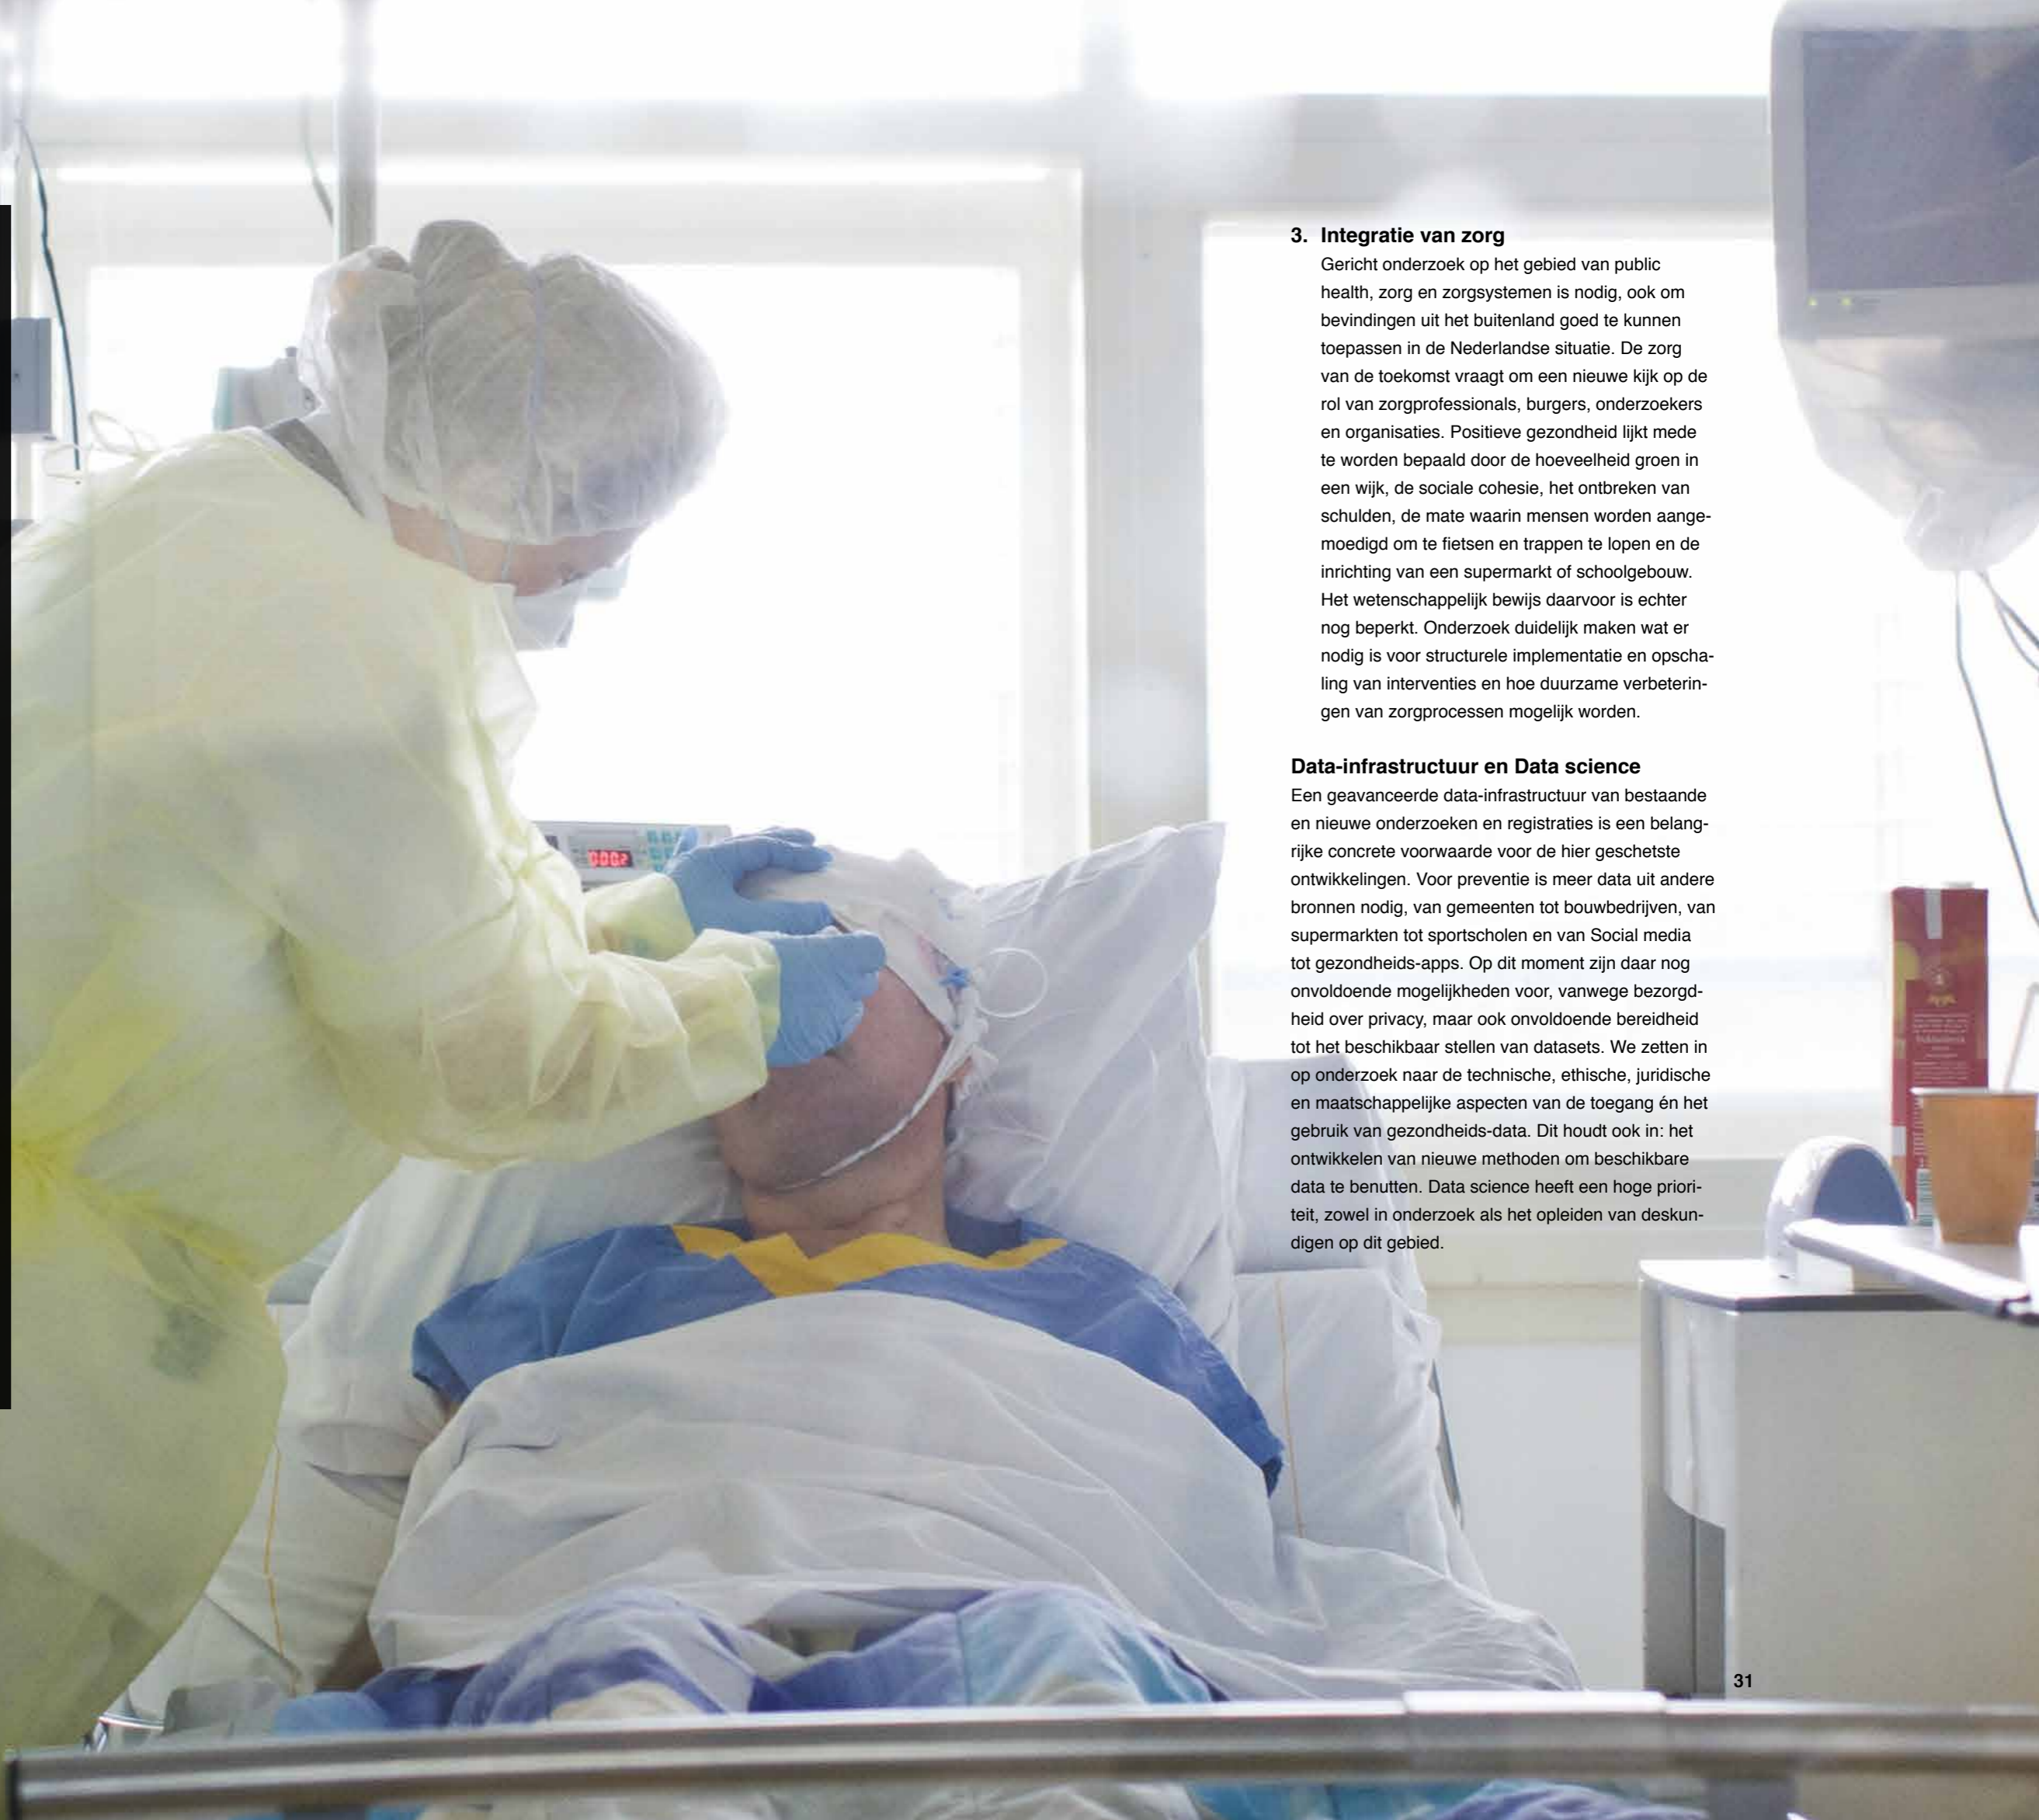 3. Integratie van zorg
Gericht onderzoek op het gebied van public
health, zorg en zorgsystemen is nodig, ook om
bevindingen uit het buitenland goed te kunnen
toepassen in de Nederlandse situatie. De zorg
van de toekomst vraagt om een nieuwe kijk op de
rol van zorgprofessionals, burgers, onderzoekers
en organisaties. Positieve gezondheid lijkt mede
te worden bepaald door de hoeveelheid groen in
een wijk, de sociale cohesie, het ontbreken van
schulden, de mate waarin mensen worden aange-
moedigd om te fietsen en trappen te lopen en de
inrichting van een supermarkt of schoolgebouw.
Het wetenschappelijk bewijs daarvoor is echter
nog beperkt. Onderzoek duidelijk maken wat er
nodig is voor structurele implementatie en opscha-
ling van interventies en hoe duurzame verbeterin-
gen van zorgprocessen mogelijk worden.
Data-infrastructuur en Data science
Een geavanceerde data-infrastructuur van bestaande
en nieuwe onderzoeken en registraties is een belang-
rijke concrete voorwaarde voor de hier geschetste
ontwikkelingen. Voor preventie is meer data uit andere
bronnen nodig, van gemeenten tot bouwbedrijven, van
supermarkten tot sportscholen en van Social media
tot gezondheids-apps. Op dit moment zijn daar nog
onvoldoende mogelijkheden voor, vanwege bezorgd-
heid over privacy, maar ook onvoldoende bereidheid
tot het beschikbaar stellen van datasets. We zetten in
op onderzoek naar de technische, ethische, juridische
en maatschappelijke aspecten van de toegang én het
gebruik van gezondheids-data. Dit houdt ook in: het
ontwikkelen van nieuwe methoden om beschikbare
data te benutten. Data science heeft een hoge priori-
teit, zowel in onderzoek als het opleiden van deskun-
digen op dit gebied.
31